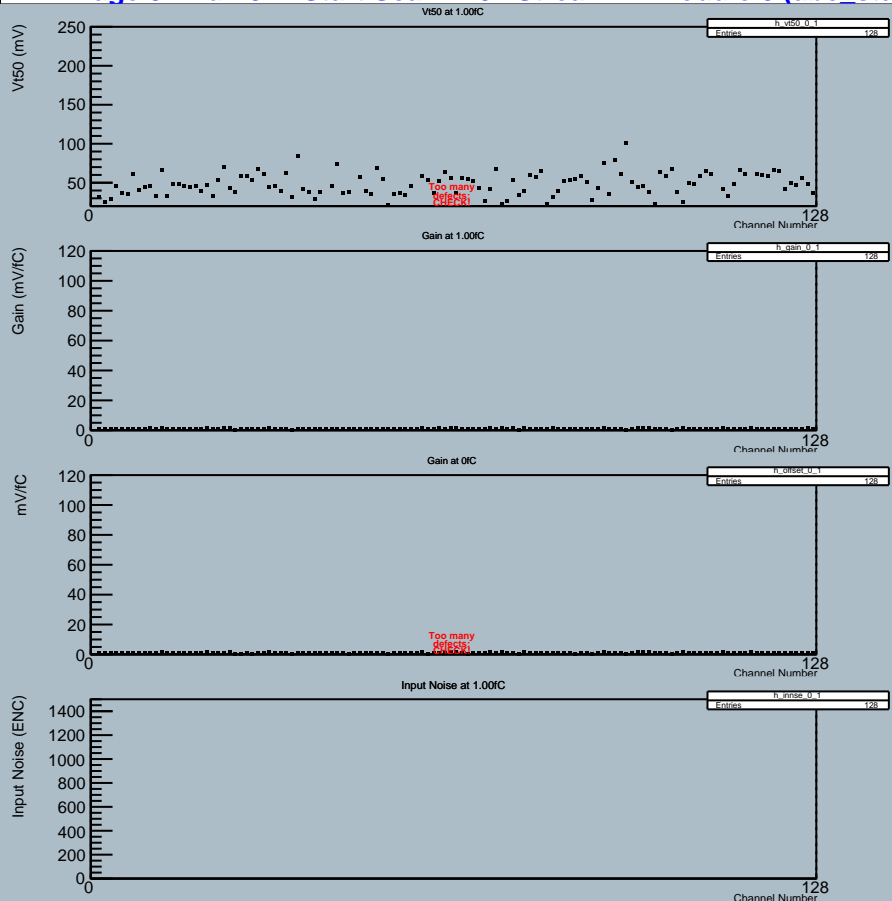 Vt50 at 1.00fC
h_vt50_0_1
Entries 128
Vt50 (mV)
250
200
150
100
50
Too many
defects:
CHECK!
0
128
Channel Number
Gain at 1.00fC
h_gain_0_1
Entries 128
Gain (mV/fC)
120
100
80
60
40
20
0
0
128
Channel Number
Gain at 0fC
h_offset_0_1
Entries 128
mV/fC
120
100
80
60
40
20
0
Too many
defects:
CHECK!
0
128
Channel Number
Input Noise at 1.00fC
h_innse_0_1
Entries 128
Input Noise (ENC)
1400
1200
1000
800
600
400
200
0
0
128
Channel Number